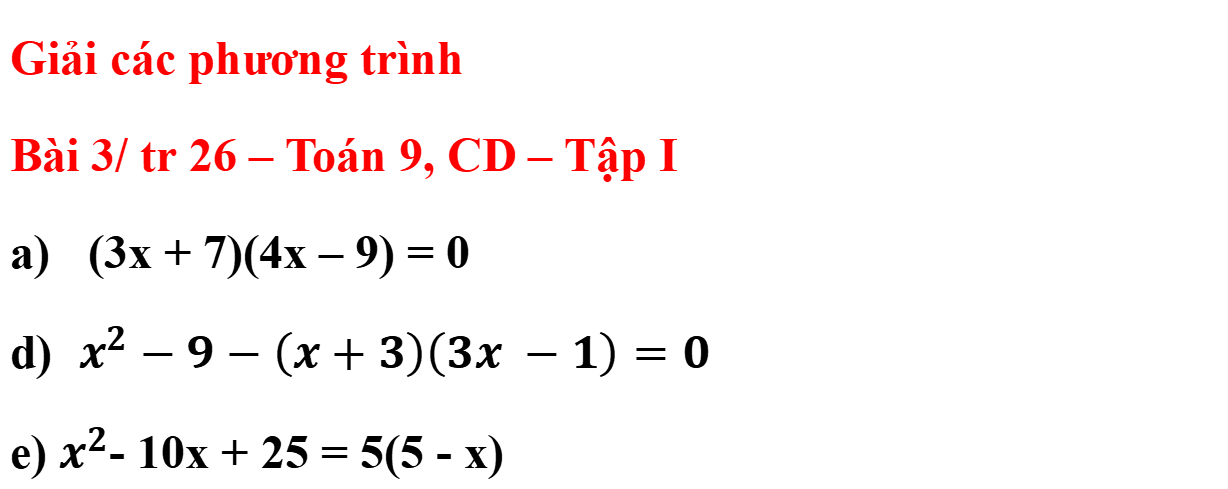 Giải các phương trình
Bài 3/ tr 26 – Toán 9, CD – Tập I
a) (3x + 7)(4x – 9) = 0
d) x² − 9 − (x + 3)(3x − 1) = 0
e) x²- 10x + 25 = 5(5 - x)